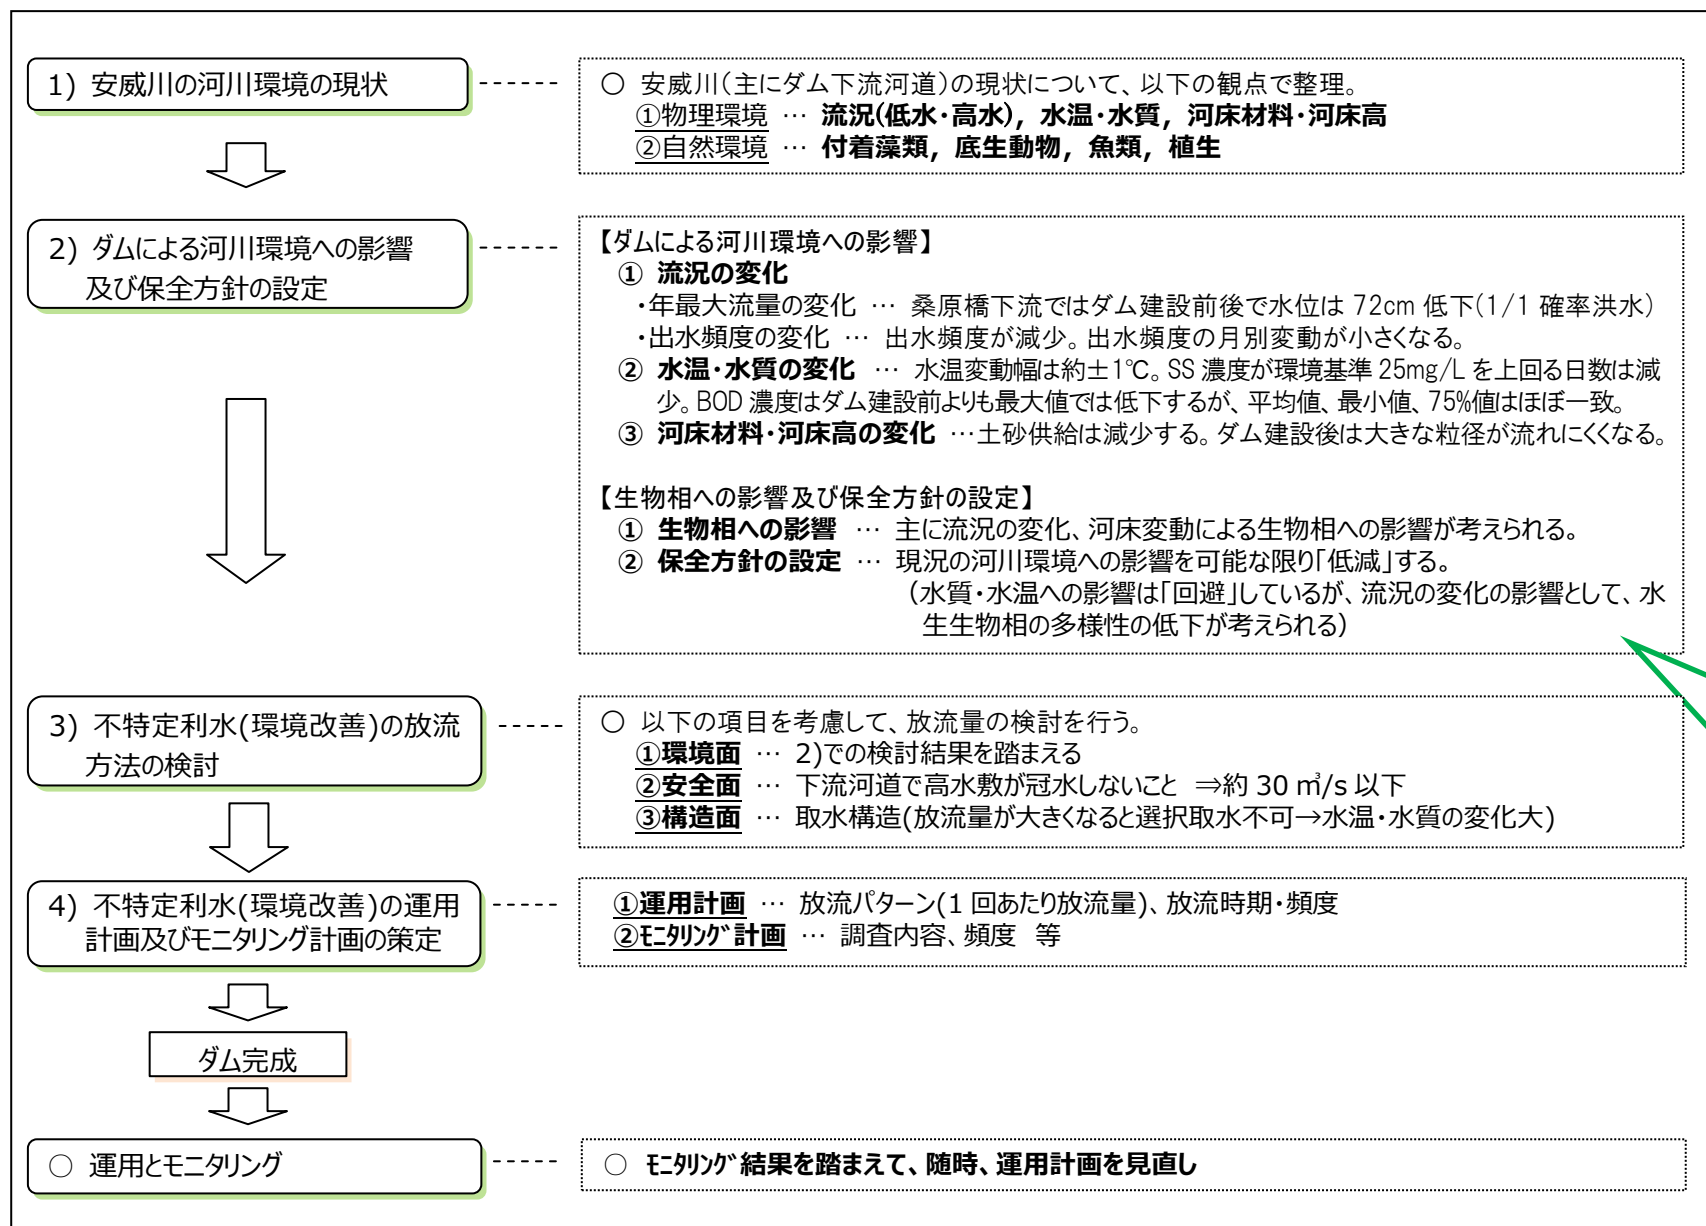 1) 安威川の河川環境の現状
○ 安威川(主にダム下流河道)の現状について、以下の観点で整理。
①物理環境 … 流況(低水・高水), 水温・水質, 河床材料・河床高
②自然環境 … 付着藻類, 底生動物, 魚類, 植生
2) ダムによる河川環境への影響
及び保全方針の設定
【ダムによる河川環境への影響】
① 流況の変化
・年最大流量の変化 … 桑原橋下流ではダム建設前後で水位は 72cm 低下(1/1 確率洪水)
・出水頻度の変化 … 出水頻度が減少。出水頻度の月別変動が小さくなる。
② 水温・水質の変化 … 水温変動幅は約±1℃。SS 濃度が環境基準 25mg/L を上回る日数は減
少。BOD 濃度はダム建設前よりも最大値では低下するが、平均値、最小値、75%値はほぼ一致。
③ 河床材料・河床高の変化 …土砂供給は減少する。ダム建設後は大きな粒径が流れにくくなる。
【生物相への影響及び保全方針の設定】
① 生物相への影響 … 主に流況の変化、河床変動による生物相への影響が考えられる。
② 保全方針の設定 … 現況の河川環境への影響を可能な限り「低減」する。
(水質・水温への影響は「回避」しているが、流況の変化の影響として、水
生生物相の多様性の低下が考えられる)
3) 不特定利水(環境改善)の放流
方法の検討
○ 以下の項目を考慮して、放流量の検討を行う。
①環境面 … 2)での検討結果を踏まえる
②安全面 … 下流河道で高水敷が冠水しないこと ⇒約 30 ㎥/s 以下
③構造面 … 取水構造(放流量が大きくなると選択取水不可→水温・水質の変化大)
4) 不特定利水(環境改善)の運用
計画及びモニタリング計画の策定
①運用計画 … 放流パターン(1 回あたり放流量)、放流時期・頻度
②ﾓﾆﾀﾘﾝｸﾞ計画 … 調査内容、頻度 等
ダム完成
○ 運用とモニタリング
○ ﾓﾆﾀﾘﾝｸﾞ結果を踏まえて、随時、運用計画を見直し